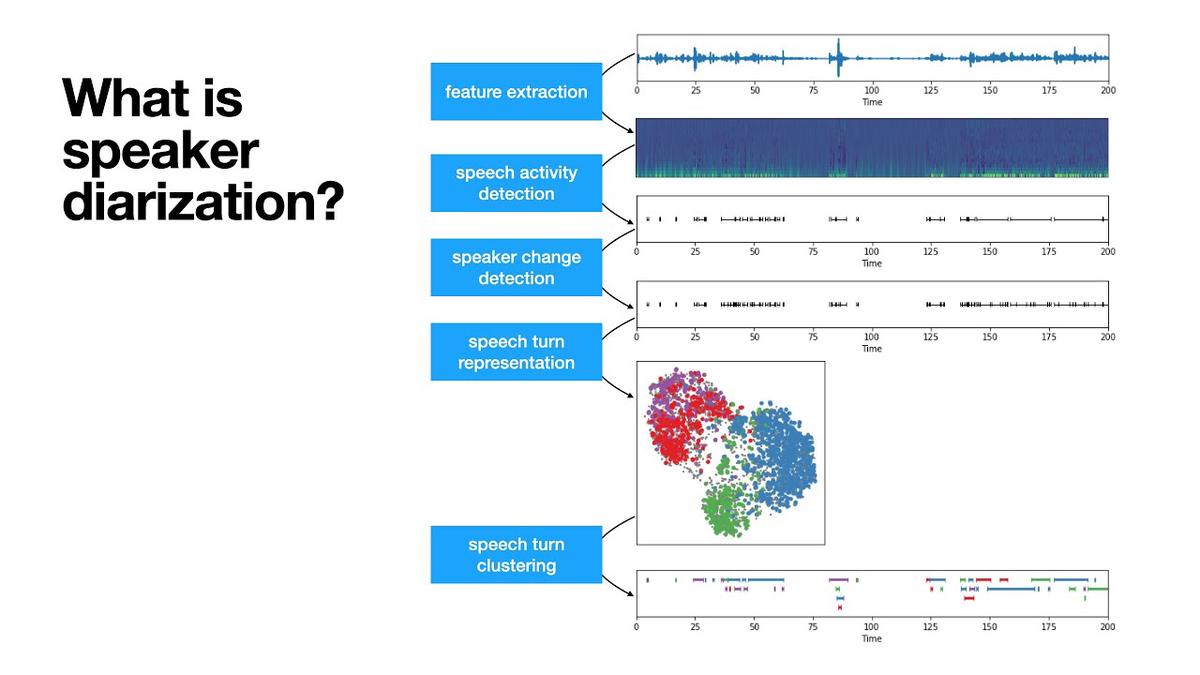 What is
speaker
diarization?
feature extraction
0 25 50 75 100 125 150 175 200
Time
speech activity
detection
0 25 50 75 100 125 150 175 200
Time
speaker change
detection
0 25 50 75 100 125 150 175 200
Time
speech turn
representation
speech turn
clustering
0 25 50 75 100 125 150 175 200
Time